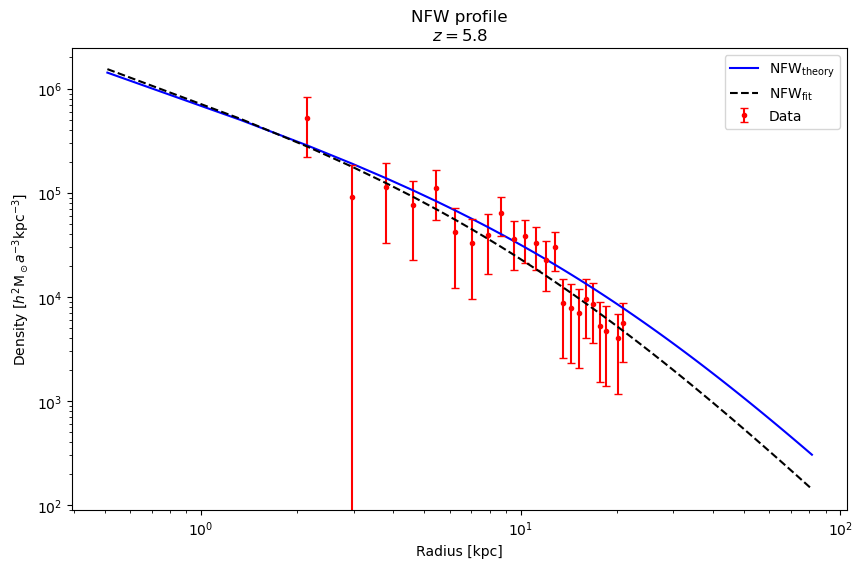 NFW profile
z = 5.8
NFW_theory
NFW_fit
Data
Density [h²M⊙a⁻³kpc⁻³]
10⁶
10⁵
10⁴
10³
10²
10⁰
10¹
10²
Radius [kpc]